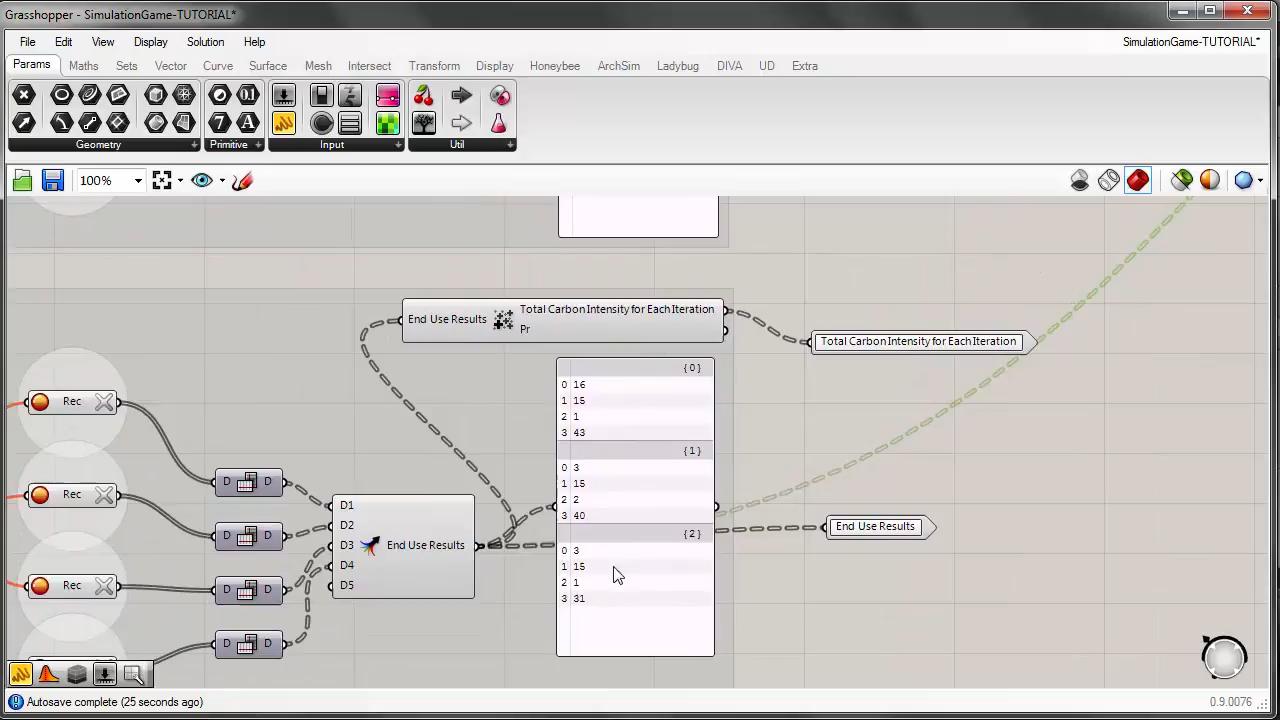 Grasshopper - SimulationGame-TUTORIAL*
File Edit View Display Solution Help SimulationGame-TUTORIAL*
Params Maths Sets Vector Curve Surface Mesh Intersect Transform Display Honeybee ArchSim Ladybug DIVA UD Extra
Geometry Primitive Input Util
100%
End Use Results Total Carbon Intensity for Each Iteration
Pr
Total Carbon Intensity for Each Iteration
{ 0 }
0 16
1 15
2 1
3 43
{ 1 }
0 3
1 15
2 2
3 40
{ 2 }
0 3
1 15
2 1
3 31
Rec
Rec
Rec
D D
D D
D D
D D
D1
D2
D3 End Use Results
D4
D5
End Use Results
Autosave complete (25 seconds ago) 0.9.0076